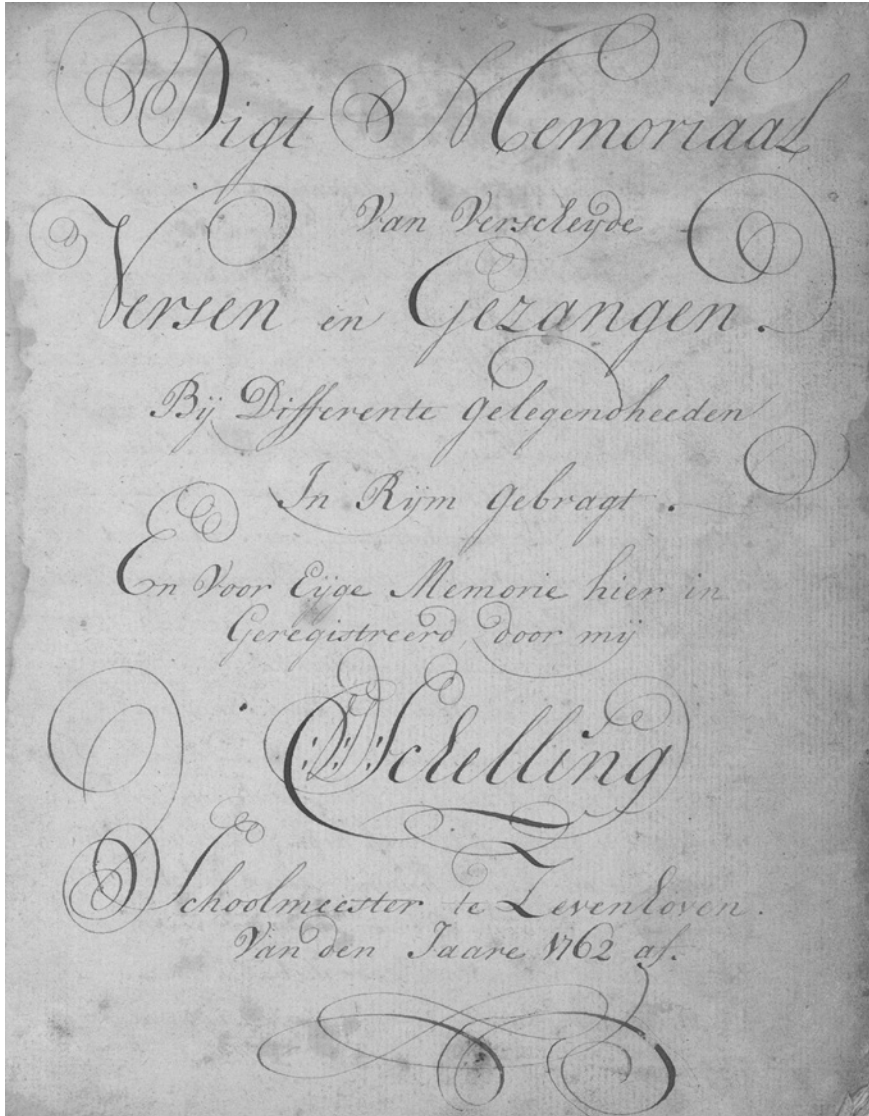 Digt Memoriaal
Van Verscheyde
Versen en Gezangen.
Bij Differente Gelegendheeden
In Rijm Gebragt.
En Voor Eijge Memorie hier in
Geregistreerd, door mij
Schelling
Schoolmeester te Zevenhoven.
Van den Jaare 1762 af.